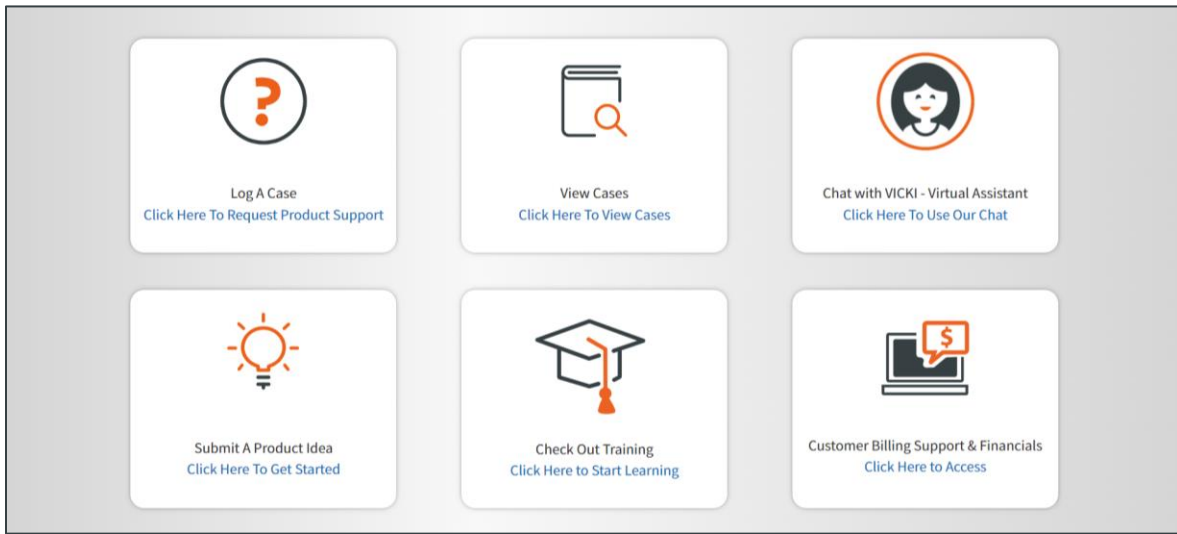 ?
Log A Case
Click Here To Request Product Support
View Cases
Click Here To View Cases
Chat with VICKI - Virtual Assistant
Click Here To Use Our Chat
Submit A Product Idea
Click Here To Get Started
Check Out Training
Click Here to Start Learning
$
Customer Billing Support & Financials
Click Here to Access